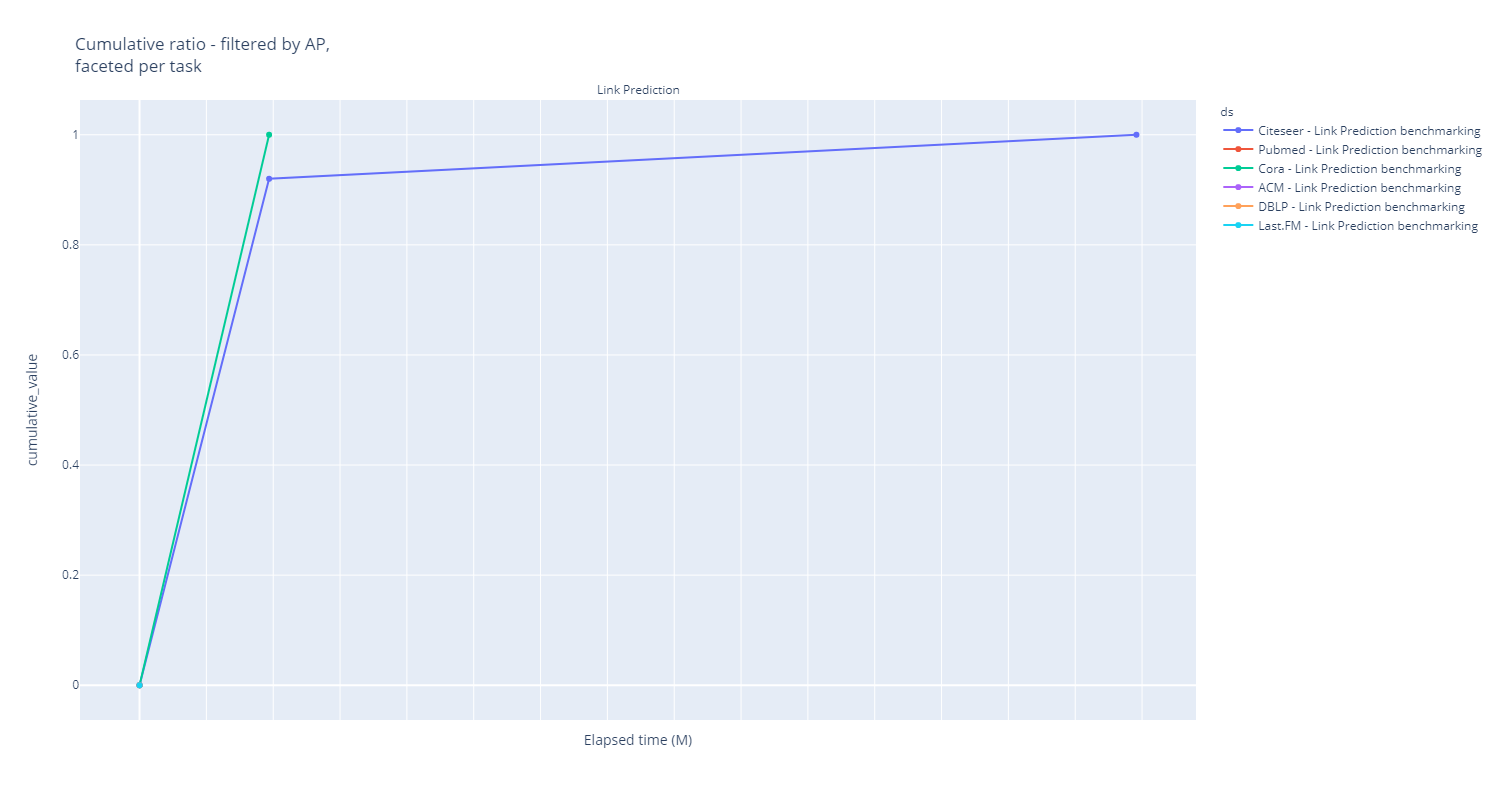 Cumulative ratio - filtered by AP,
faceted per task
Link Prediction
1
0.8
0.6
0.4
0.2
0
cumulative_value
Elapsed time (M)
ds
Citeseer - Link Prediction benchmarking
Pubmed - Link Prediction benchmarking
Cora - Link Prediction benchmarking
ACM - Link Prediction benchmarking
DBLP - Link Prediction benchmarking
Last.FM - Link Prediction benchmarking